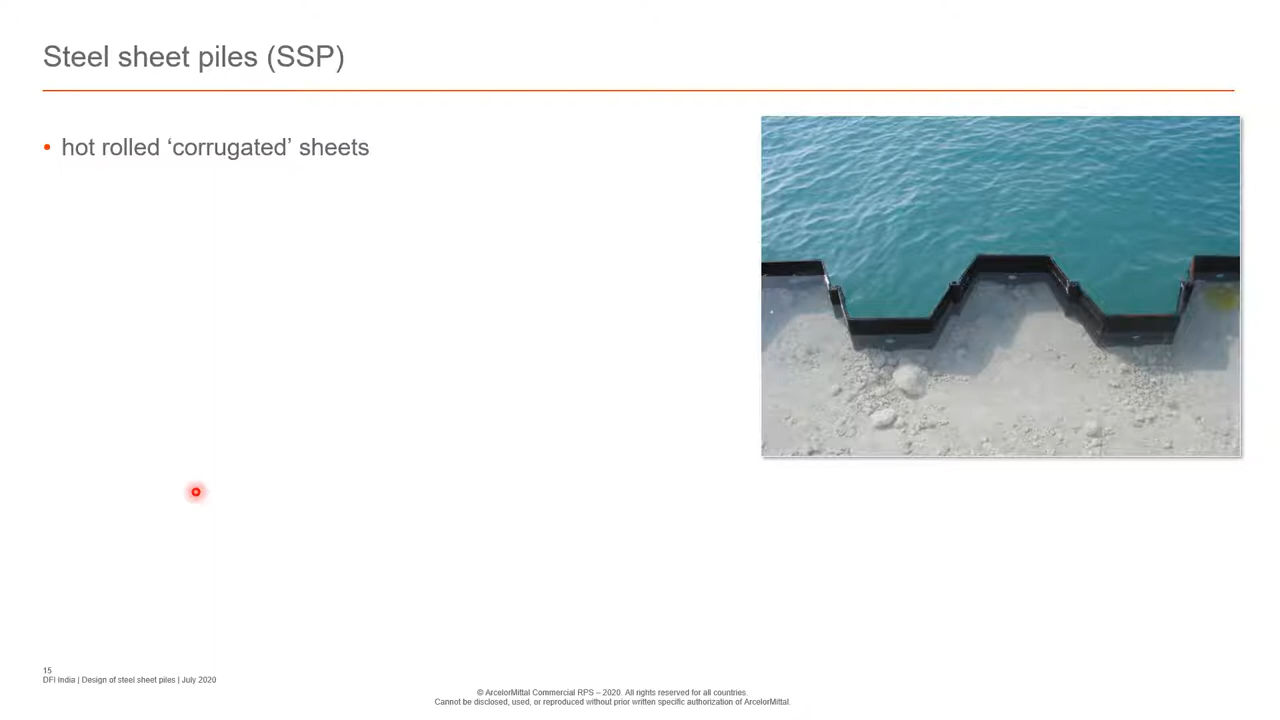 Steel sheet piles (SSP)
• hot rolled ‘corrugated’ sheets
15
DFI India | Design of steel sheet piles | July 2020
© ArcelorMittal Commercial RPS – 2020. All rights reserved for all countries.
Cannot be disclosed, used, or reproduced without prior written specific authorization of ArcelorMittal.